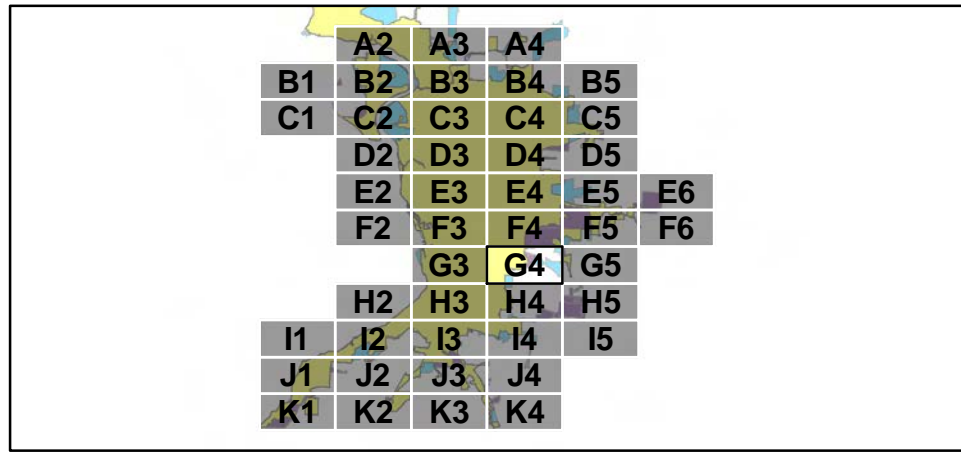 A2 A3 A4
B1 B2 B3 B4 B5
C1 C2 C3 C4 C5
D2 D3 D4 D5
E2 E3 E4 E5 E6
F2 F3 F4 F5 F6
G3 G4 G5
H2 H3 H4 H5
I1 I2 I3 I4 I5
J1 J2 J3 J4
K1 K2 K3 K4